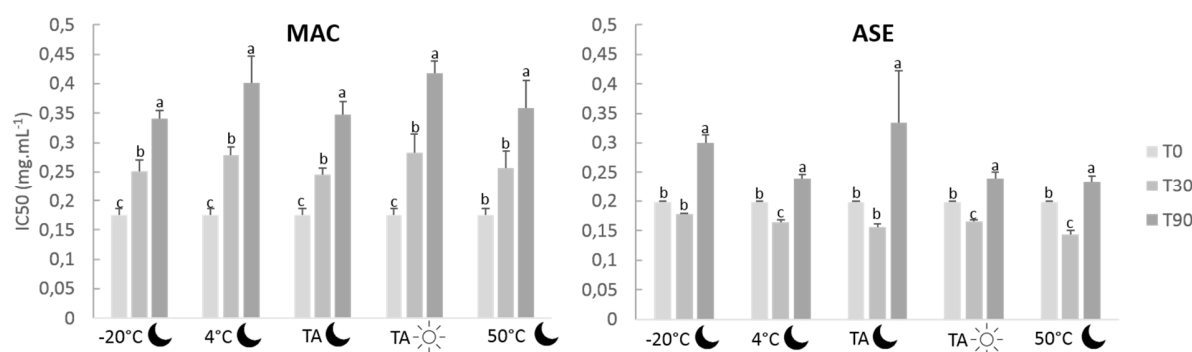 MAC
IC50 (mg.mL-1)
0,5
0,45
0,4
0,35
0,3
0,25
0,2
0,15
0,1
0,05
0
c b a
c b a
c b a
c b a
b b a
-20°C
4°C
TA
TA
50°C
ASE
0,5
0,45
0,4
0,35
0,3
0,25
0,2
0,15
0,1
0,05
0
b b a
b c a
b b a
b c a
b c a
-20°C
4°C
TA
TA
50°C
T0
T30
T90